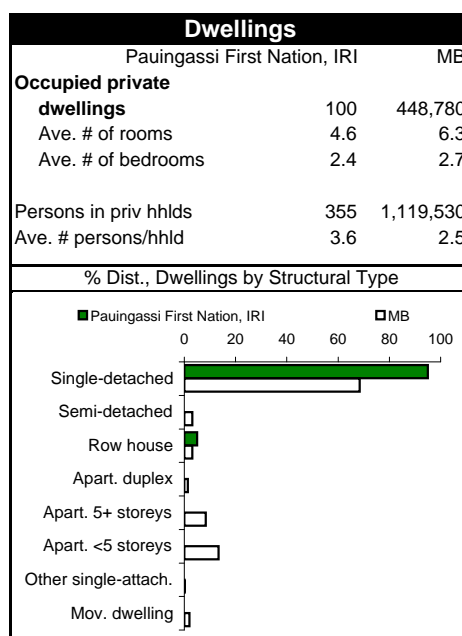 Dwellings
Pauingassi First Nation, IRI MB
Occupied private
dwellings 100 448,780
Ave. # of rooms 4.6 6.3
Ave. # of bedrooms 2.4 2.7
Persons in priv hhlds 355 1,119,530
Ave. # persons/hhld 3.6 2.5
% Dist., Dwellings by Structural Type
Pauingassi First Nation, IRI MB
0 20 40 60 80 100
Single-detached
Semi-detached
Row house
Apart. duplex
Apart. 5+ storeys
Apart. <5 storeys
Other single-attach.
Mov. dwelling